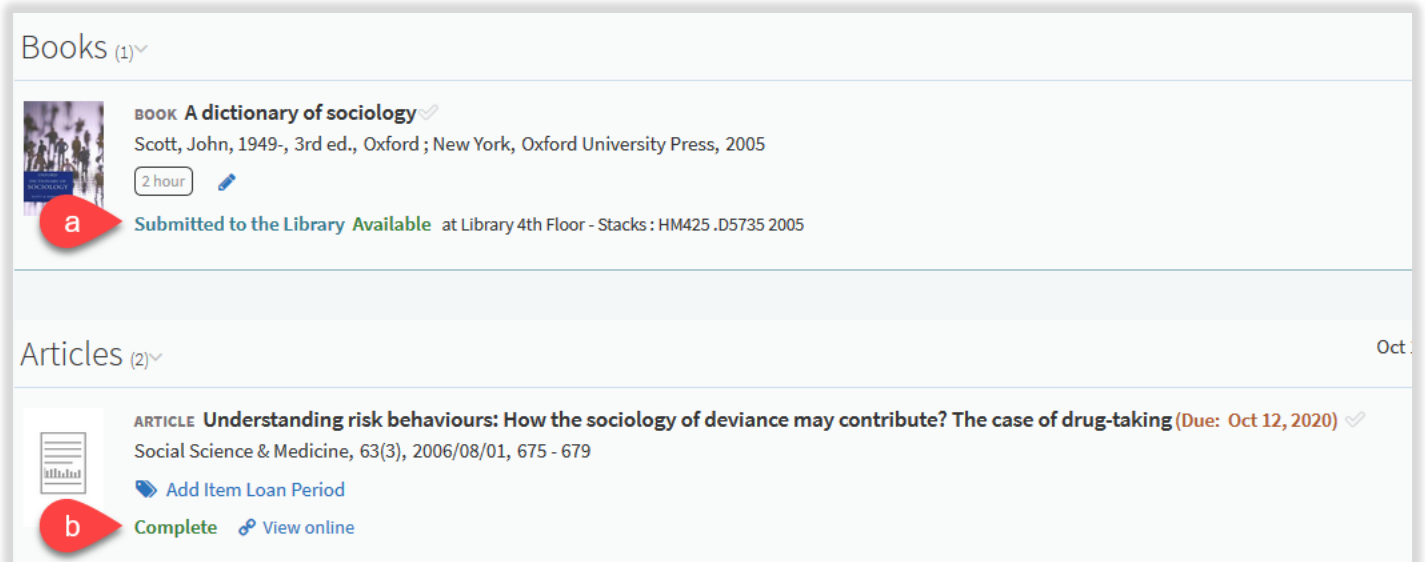 Books (1)
BOOK A dictionary of sociology
Scott, John, 1949-, 3rd ed., Oxford ; New York, Oxford University Press, 2005
2 hour
a
Submitted to the Library Available at Library 4th Floor - Stacks : HM425 .D5735 2005
Articles (2)
Oct
ARTICLE Understanding risk behaviours: How the sociology of deviance may contribute? The case of drug-taking (Due: Oct 12, 2020)
Social Science & Medicine, 63(3), 2006/08/01, 675 - 679
Add Item Loan Period
b
Complete View online